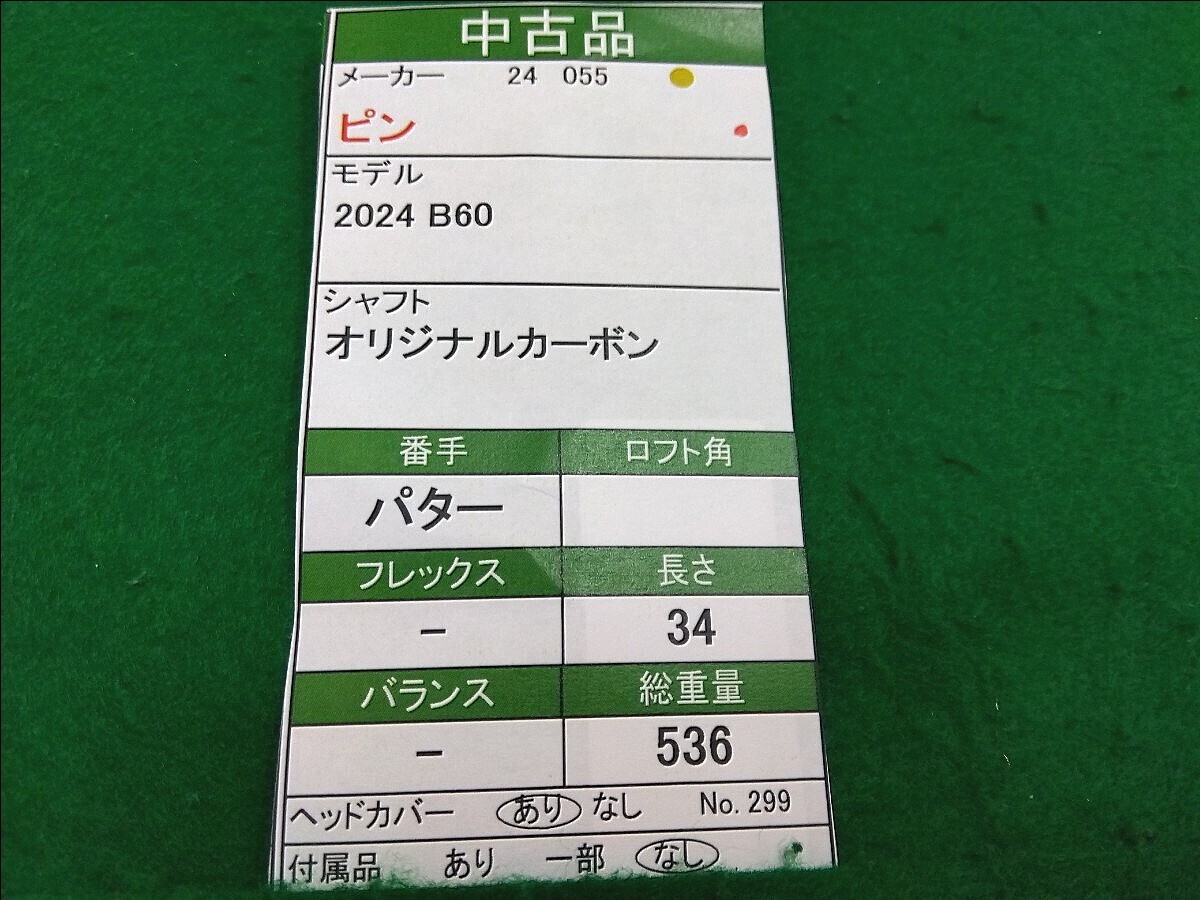 中古品
メーカー 24 055
ピン
モデル
2024 B60
シャフト
オリジナルカーボン
番手 ロフト角
パター
フレックス 長さ
－ 34
バランス 総重量
－ 536
ヘッドカバー あり なし No. 299
付属品 あり 一部 なし